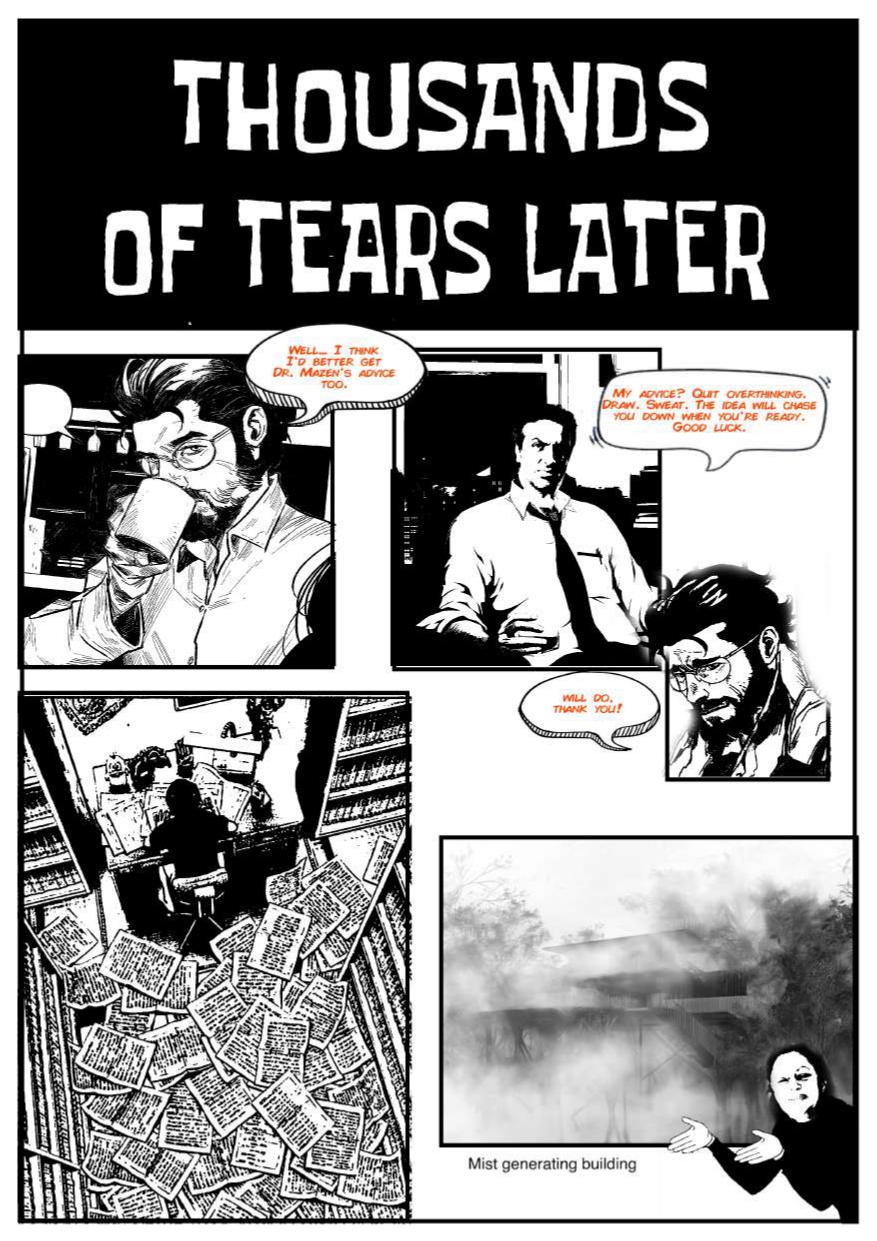 THOUSANDS
OF TEARS LATER
WELL... I THINK
I'D BETTER GET
DR. MAZEN'S ADVICE
TOO.
MY ADVICE? QUIT OVERTHINKING.
DRAW. SWEAT. THE IDEA WILL CHASE
YOU DOWN WHEN YOU'RE READY.
GOOD LUCK.
WILL DO,
THANK YOU!
Mist generating building